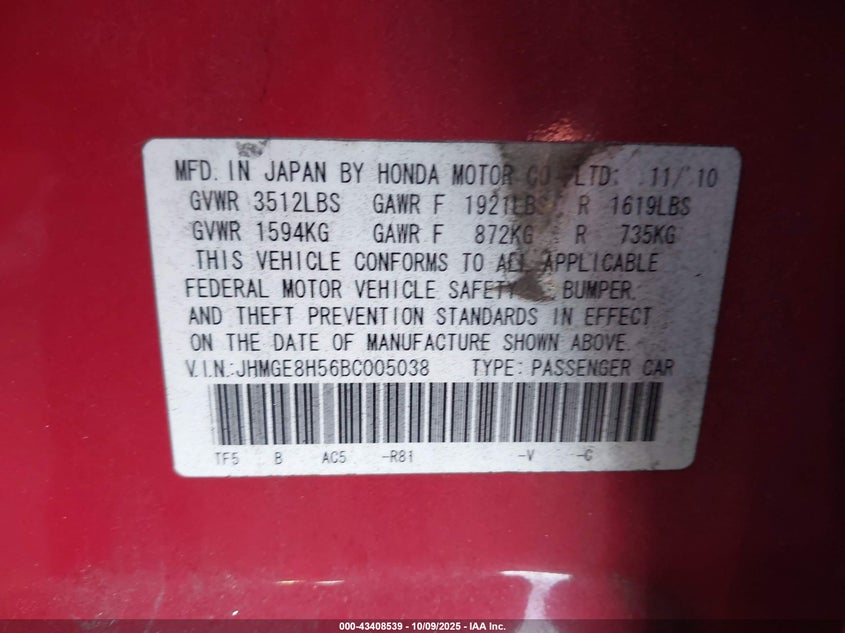 MFD. IN JAPAN BY HONDA MOTOR CO., LTD. 11/10
GVWR 3512LBS GAWR F 1921LBS R 1619LBS
GVWR 1594KG GAWR F 872KG R 735KG
THIS VEHICLE CONFORMS TO ALL APPLICABLE
FEDERAL MOTOR VEHICLE SAFETY, BUMPER,
AND THEFT PREVENTION STANDARDS IN EFFECT
ON THE DATE OF MANUFACTURE SHOWN ABOVE.
V.I.N.:JHMGE8H56BC005038 TYPE: PASSENGER CAR
TF5 B AC5 -R81 -V -C
000-43408539 - 10/09/2025 - IAA Inc.